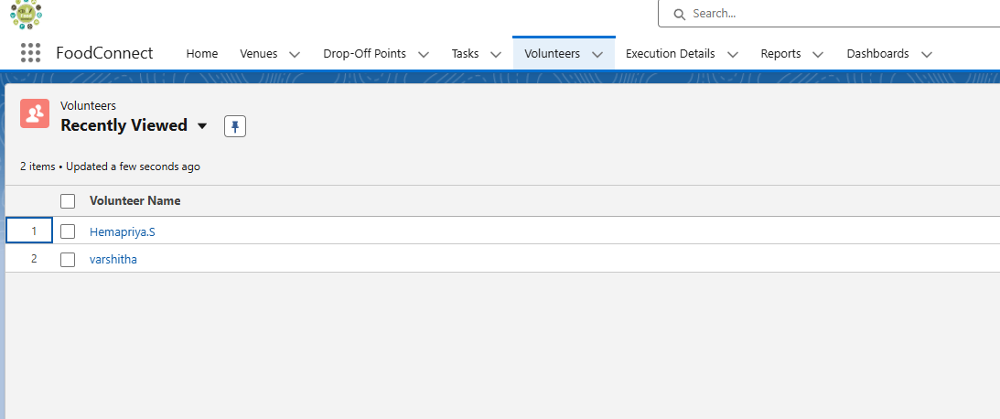 Search...
FoodConnect Home Venues Drop-Off Points Tasks Volunteers Execution Details Reports Dashboards
Volunteers
Recently Viewed
2 items • Updated a few seconds ago
Volunteer Name
1 Hemapriya.S
2 varshitha